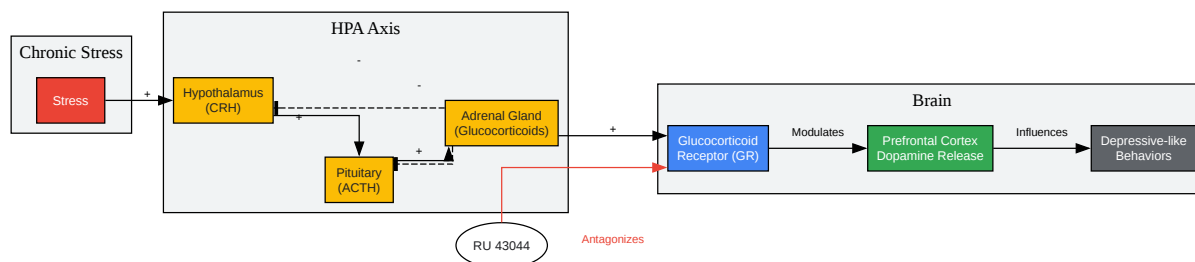 Chronic Stress
Stress
+
HPA Axis
-
-
Hypothalamus
(CRH)
+
Adrenal Gland
(Glucocorticoids)
+
Pituitary
(ACTH)
+
Brain
Glucocorticoid
Receptor (GR)
Modulates
Prefrontal Cortex
Dopamine Release
Influences
Depressive-like
Behaviors
RU 43044
Antagonizes